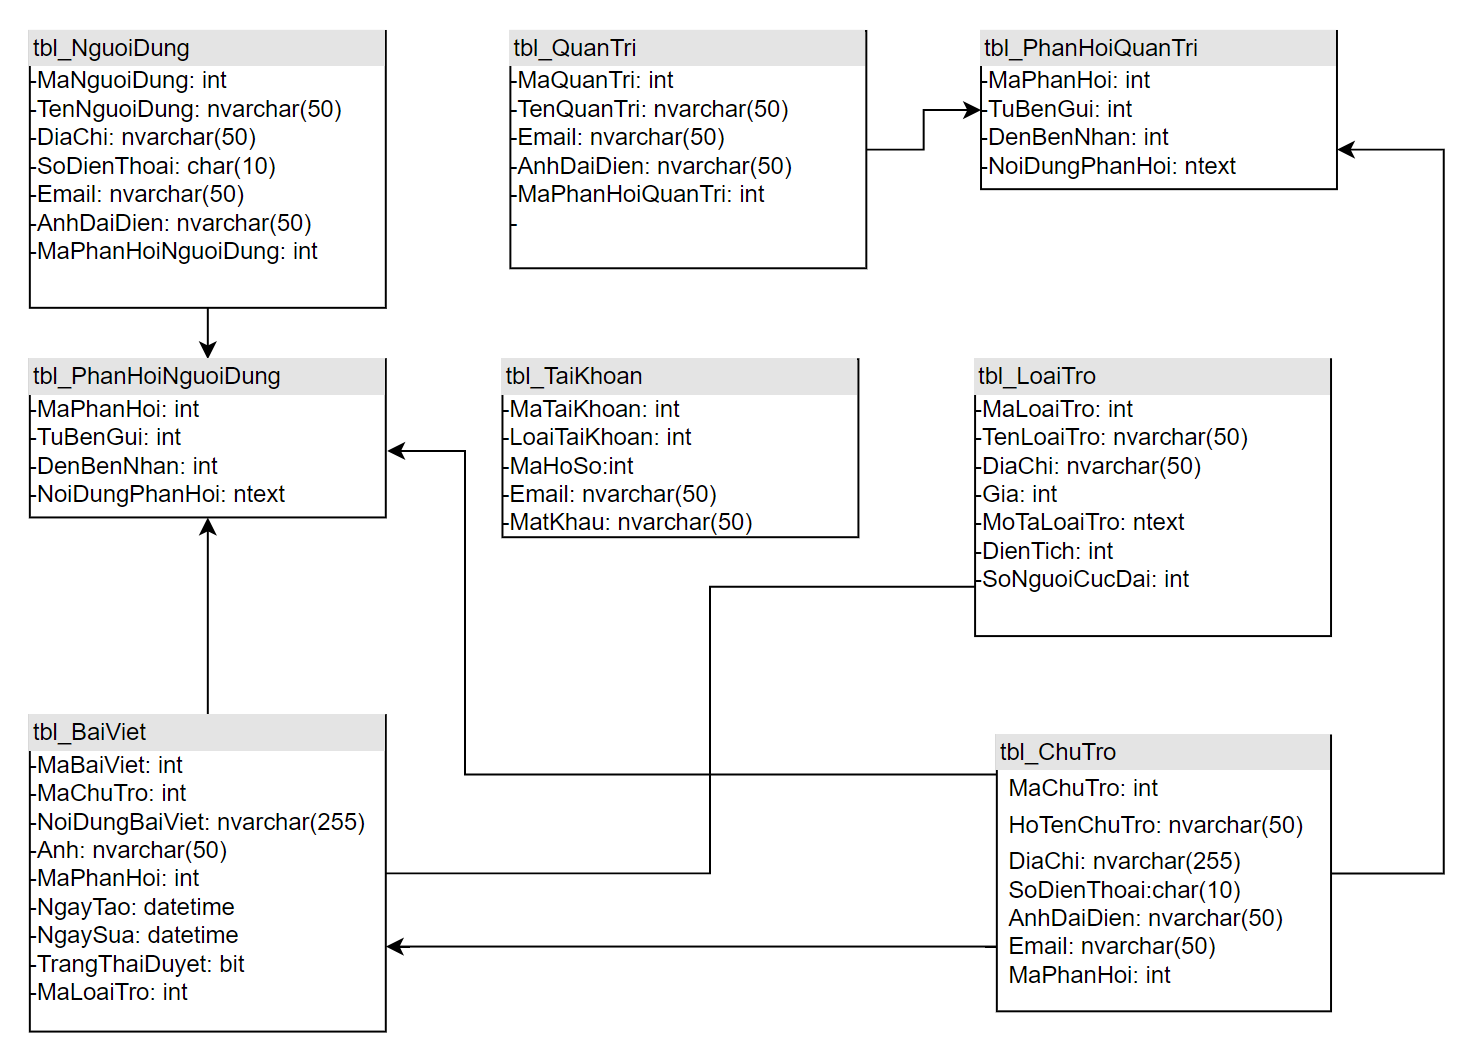 tbl_NguoiDung
-MaNguoiDung: int
-TenNguoiDung: nvarchar(50)
-DiaChi: nvarchar(50)
-SoDienThoai: char(10)
-Email: nvarchar(50)
-AnhDaiDien: nvarchar(50)
-MaPhanHoiNguoiDung: int
tbl_QuanTri
-MaQuanTri: int
-TenQuanTri: nvarchar(50)
-Email: nvarchar(50)
-AnhDaiDien: nvarchar(50)
-MaPhanHoiQuanTri: int
-
tbl_PhanHoiQuanTri
-MaPhanHoi: int
-TuBenGui: int
-DenBenNhan: int
-NoiDungPhanHoi: ntext
tbl_PhanHoiNguoiDung
-MaPhanHoi: int
-TuBenGui: int
-DenBenNhan: int
-NoiDungPhanHoi: ntext
tbl_TaiKhoan
-MaTaiKhoan: int
-LoaiTaiKhoan: int
-MaHoSo:int
-Email: nvarchar(50)
-MatKhau: nvarchar(50)
tbl_LoaiTro
-MaLoaiTro: int
-TenLoaiTro: nvarchar(50)
-DiaChi: nvarchar(50)
-Gia: int
-MoTaLoaiTro: ntext
-DienTich: int
-SoNguoiCucDai: int
tbl_BaiViet
-MaBaiViet: int
-MaChuTro: int
-NoiDungBaiViet: nvarchar(255)
-Anh: nvarchar(50)
-MaPhanHoi: int
-NgayTao: datetime
-NgaySua: datetime
-TrangThaiDuyet: bit
-MaLoaiTro: int
tbl_ChuTro
MaChuTro: int
HoTenChuTro: nvarchar(50)
DiaChi: nvarchar(255)
SoDienThoai:char(10)
AnhDaiDien: nvarchar(50)
Email: nvarchar(50)
MaPhanHoi: int